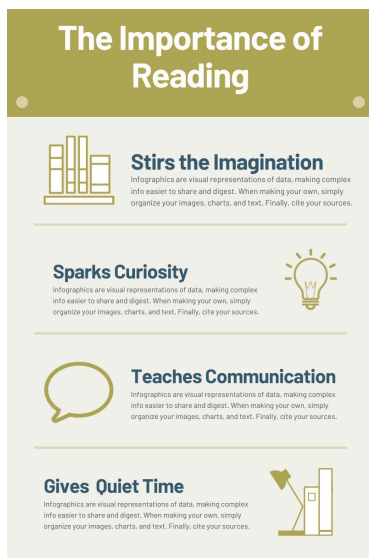 The Importance of
Reading
Stirs the Imagination
Infographics are visual representations of data, making complex
info easier to share and digest. When making your own, simply
organize your images, charts, and text. Finally, cite your sources.
Sparks Curiosity
Infographics are visual representations of data, making complex
info easier to share and digest. When making your own, simply
organize your images, charts, and text. Finally, cite your sources.
Teaches Communication
Infographics are visual representations of data, making complex
info easier to share and digest. When making your own, simply
organize your images, charts, and text. Finally, cite your sources.
Gives Quiet Time
Infographics are visual representations of data, making complex
info easier to share and digest. When making your own, simply
organize your images, charts, and text. Finally, cite your sources.